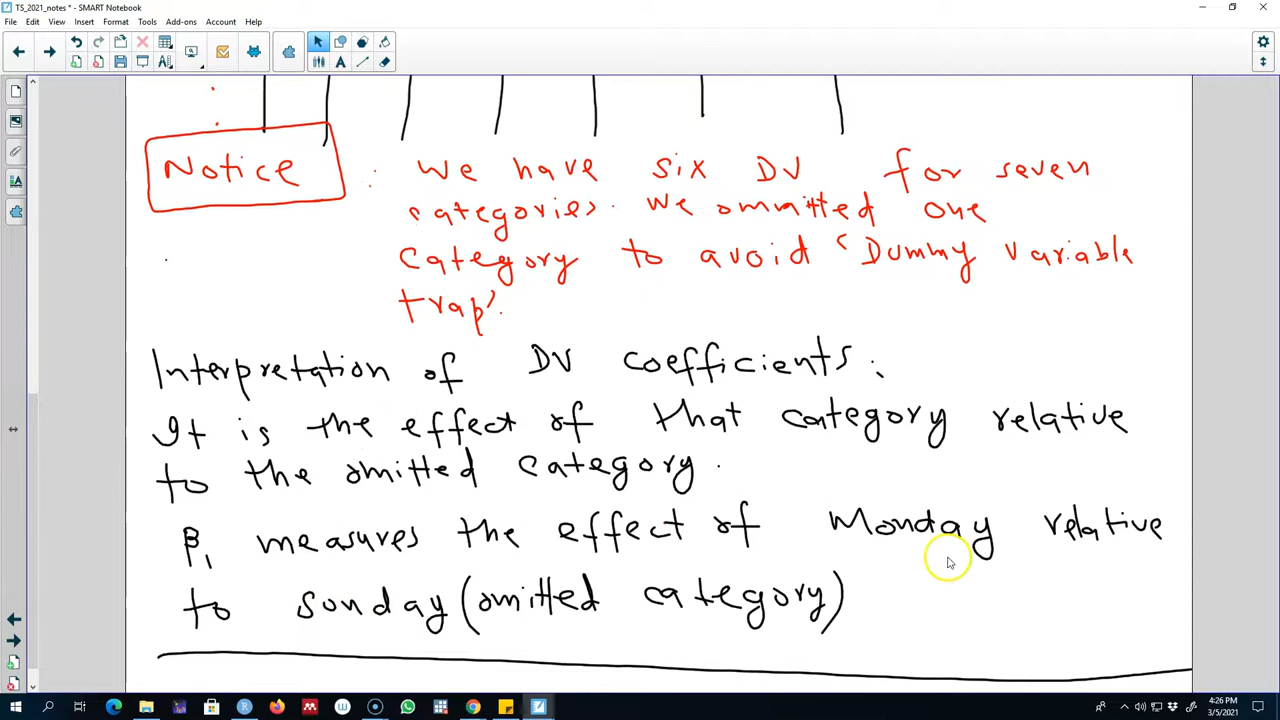 TS_2021_notes * - SMART Notebook
File Edit View Insert Format Tools Add-ons Account Help
Notice : We have six DV for seven
categories. We ommitted one
category to avoid 'Dummy variable
trap'.
Interpretation of DV coefficients:
It is the effect of that category relative
to the omitted category.
β1 measures the effect of Monday relative
to sunday (omitted category)
4:26 PM
3/5/2021